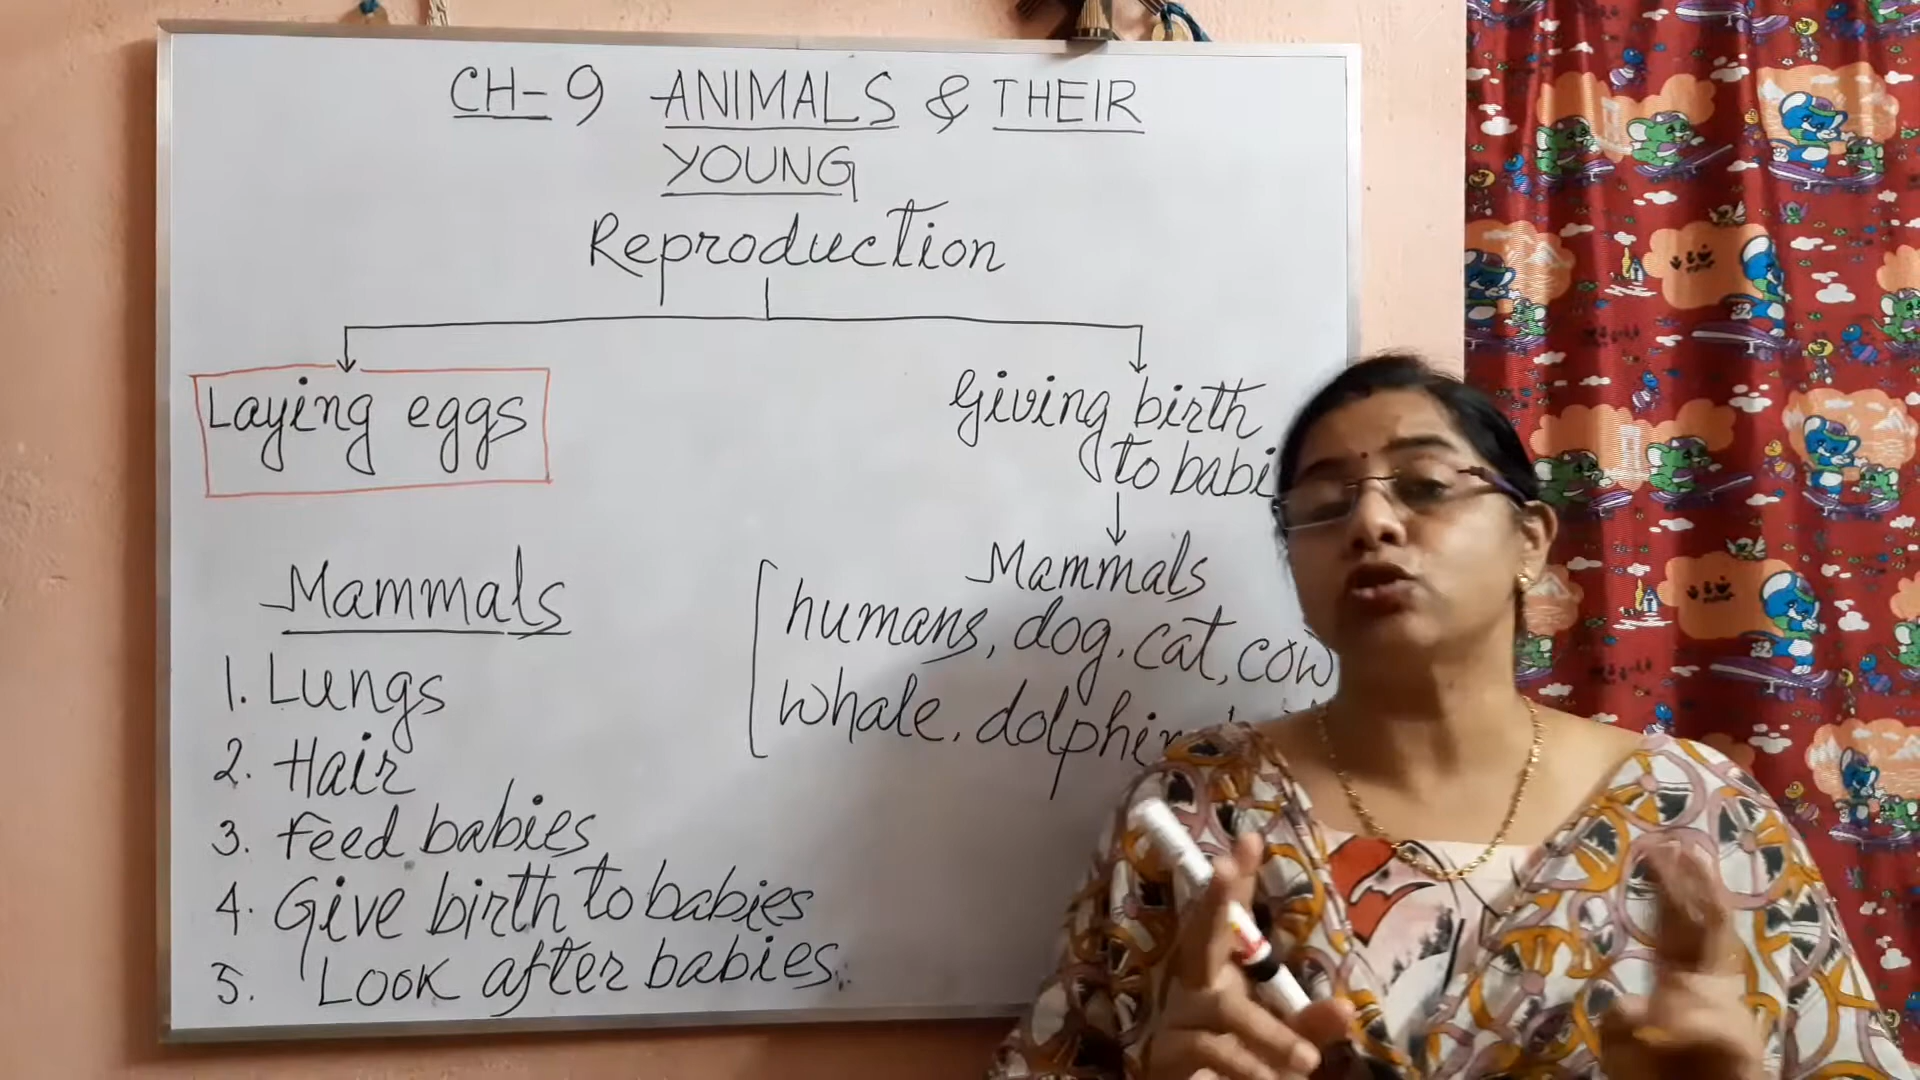 CH-9 ANIMALS & THEIR
YOUNG
Reproduction
Laying eggs
Giving birth
to babi
Mammals
humans, dog, cat, cow
whale, dolphin
Mammals
1. Lungs
2. Hair
3. Feed babies
4. Give birth to babies
5. Look after babies.